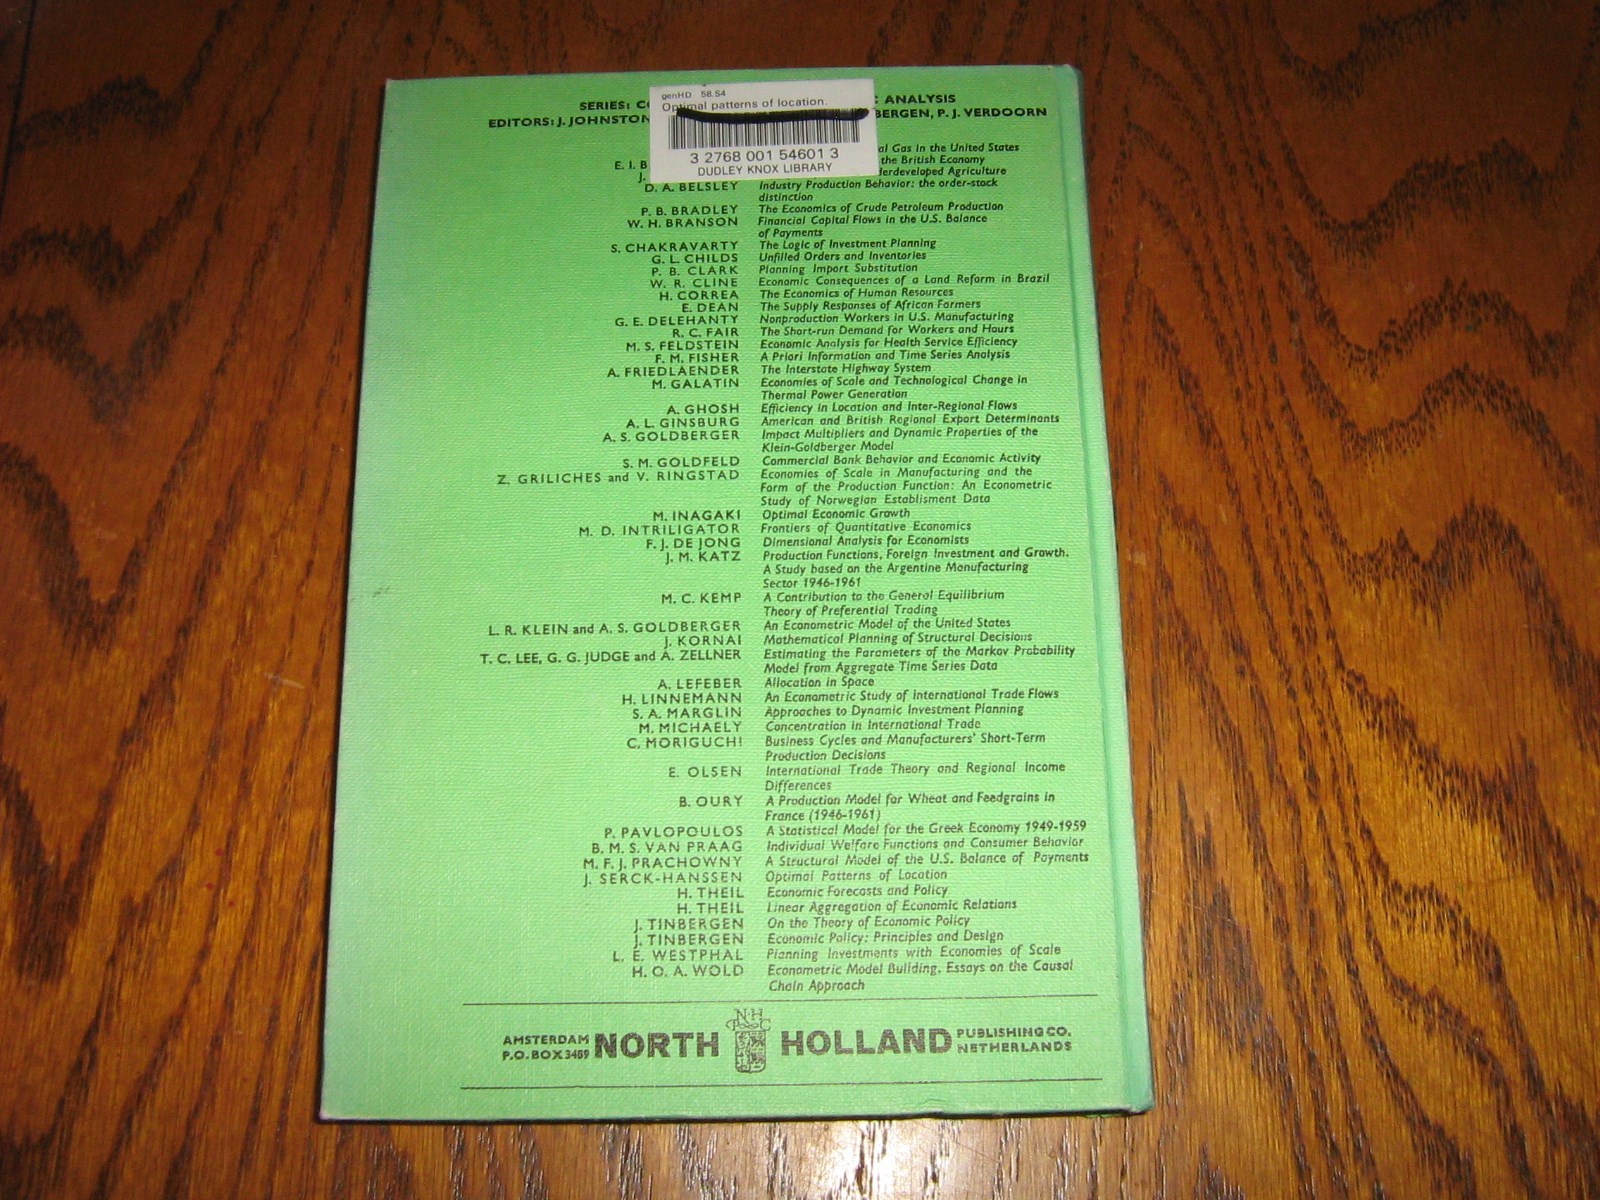 genHD 58.54
Optimal patterns of location.
3 2768 001 54601 3
DUDLEY KNOX LIBRARY
SERIES: ANALYSIS
EDITORS: J. JOHNSTON BERGEN, P. J. VERDOORN
Gas in the United States
E. I. B the British Economy
J. Agriculture
D. A. BELSLEY Industry Production Behavior: the order-stock
distinction
P. B. BRADLEY The Economics of Crude Petroleum Production
W. H. BRANSON Financial Capital Flows in the U.S. Balance
of Payments
S. CHAKRAVARTY The Logic of Investment Planning
G. L. CHILDS Unfilled Orders and Inventories
P. B. CLARK Planning Import Substitution
W. R. CLINE Economic Consequences of a Land Reform in Brazil
H. CORREA The Economics of Human Resources
E. DEAN The Supply Responses of African Farmers
G. E. DELEHANTY Nonproduction Workers in U.S. Manufacturing
R. C. FAIR The Short-run Demand for Workers and Hours
M. S. FELDSTEIN Economic Analysis for Health Service Efficiency
F. M. FISHER A Priori Information and Time Series Analysis
A. FRIEDLAENDER The Interstate Highway System
M. GALATIN Economies of Scale and Technological Change in
Thermal Power Generation
A. GHOSH Efficiency in Location and Inter-Regional Flows
A. L. GINSBURG American and British Regional Export Determinants
A. S. GOLDBERGER Impact Multipliers and Dynamic Properties of the
Klein-Goldberger Model
S. M. GOLDFELD Commercial Bank Behavior and Economic Activity
Z. GRILICHES and V. RINGSTAD Economies of Scale in Manufacturing and the
Form of the Production Function: An Econometric
Study of Norwegian Establisment Data
M. INAGAKI Optimal Economic Growth
M. D. INTRILIGATOR Frontiers of Quantitative Economics
F. J. DE JONG Dimensional Analysis for Economists
J. M. KATZ Production Functions, Foreign Investment and Growth.
A Study based on the Argentine Manufacturing
Sector 1946-1961
M. C. KEMP A Contribution to the General Equilibrium
Theory of Preferential Trading
L. R. KLEIN and A. S. GOLDBERGER An Econometric Model of the United States
J. KORNAI Mathematical Planning of Structural Decisions
T. C. LEE, G. G. JUDGE and A. ZELLNER Estimating the Parameters of the Markov Probability
Model from Aggregate Time Series Data
A. LEFEBER Allocation in Space
H. LINNEMANN An Econometric Study of International Trade Flows
S. A. MARGLIN Approaches to Dynamic Investment Planning
M. MICHAELY Concentration in International Trade
C. MORIGUCHI Business Cycles and Manufacturers' Short-Term
Production Decisions
E. OLSEN International Trade Theory and Regional Income
Differences
B. OURY A Production Model for Wheat and Feedgrains in
France (1946-1961)
P. PAVLOPOULOS A Statistical Model for the Greek Economy 1949-1959
B. M. S. VAN PRAAG Individual Welfare Functions and Consumer Behavior
M. F. J. PRACHOWNY A Structural Model of the U.S. Balance of Payments
J. SERCK-HANSSEN Optimal Patterns of Location
H. THEIL Economic Forecasts and Policy
H. THEIL Linear Aggregation of Economic Relations
J. TINBERGEN On the Theory of Economic Policy
J. TINBERGEN Economic Policy: Principles and Design
L. E. WESTPHAL Planning Investments with Economies of Scale
H. O. A. WOLD Econometric Model Building, Essays on the Causal
Chain Approach
AMSTERDAM
P.O. BOX 3489
NORTH HOLLAND
PUBLISHING CO.
NETHERLANDS